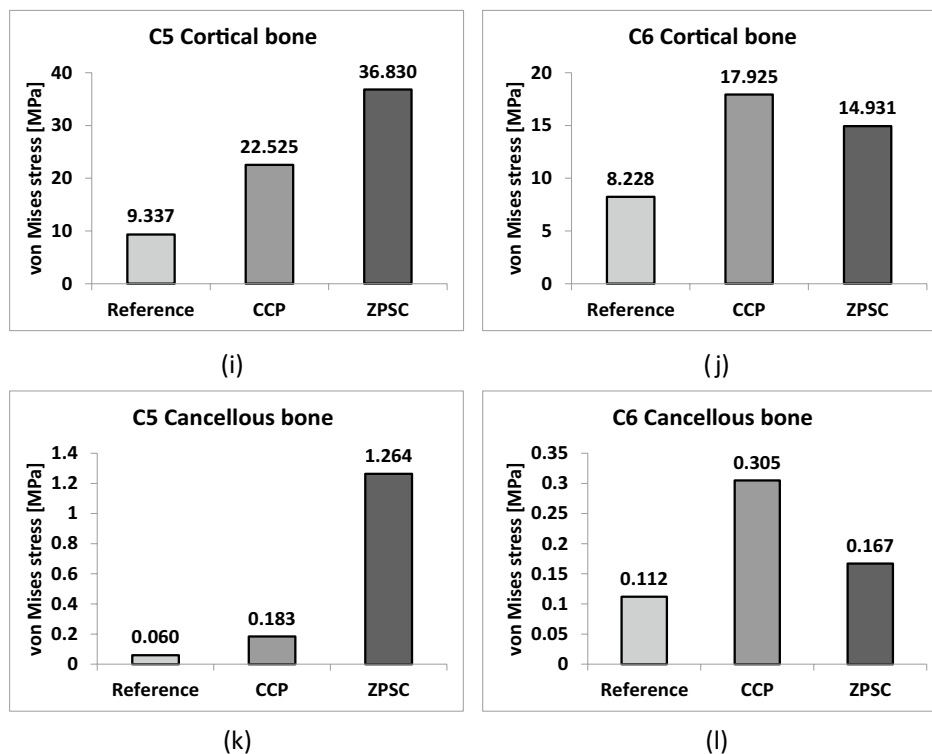 C5 Cortical bone
von Mises stress [MPa]
40
30
20
10
0
9.337
22.525
36.830
Reference CCP ZPSC
(i)
C6 Cortical bone
von Mises stress [MPa]
20
15
10
5
0
8.228
17.925
14.931
Reference CCP ZPSC
(j)
C5 Cancellous bone
von Mises stress [MPa]
1.4
1.2
1
0.8
0.6
0.4
0.2
0
0.060
0.183
1.264
Reference CCP ZPSC
(k)
C6 Cancellous bone
von Mises stress [MPa]
0.35
0.3
0.25
0.2
0.15
0.1
0.05
0
0.112
0.305
0.167
Reference CCP ZPSC
(l)